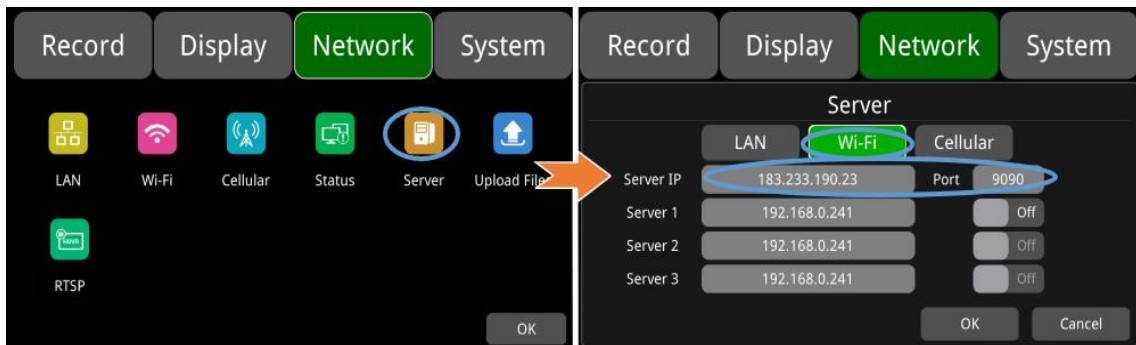 Record Display Network System
LAN Wi-Fi Cellular Status Server Upload Files
HDVR
RTSP
OK
Record Display Network System
Server
LAN Wi-Fi Cellular
Server IP 183.233.190.23 Port 9090
Server 1 192.168.0.241 Off
Server 2 192.168.0.241 Off
Server 3 192.168.0.241 Off
OK Cancel